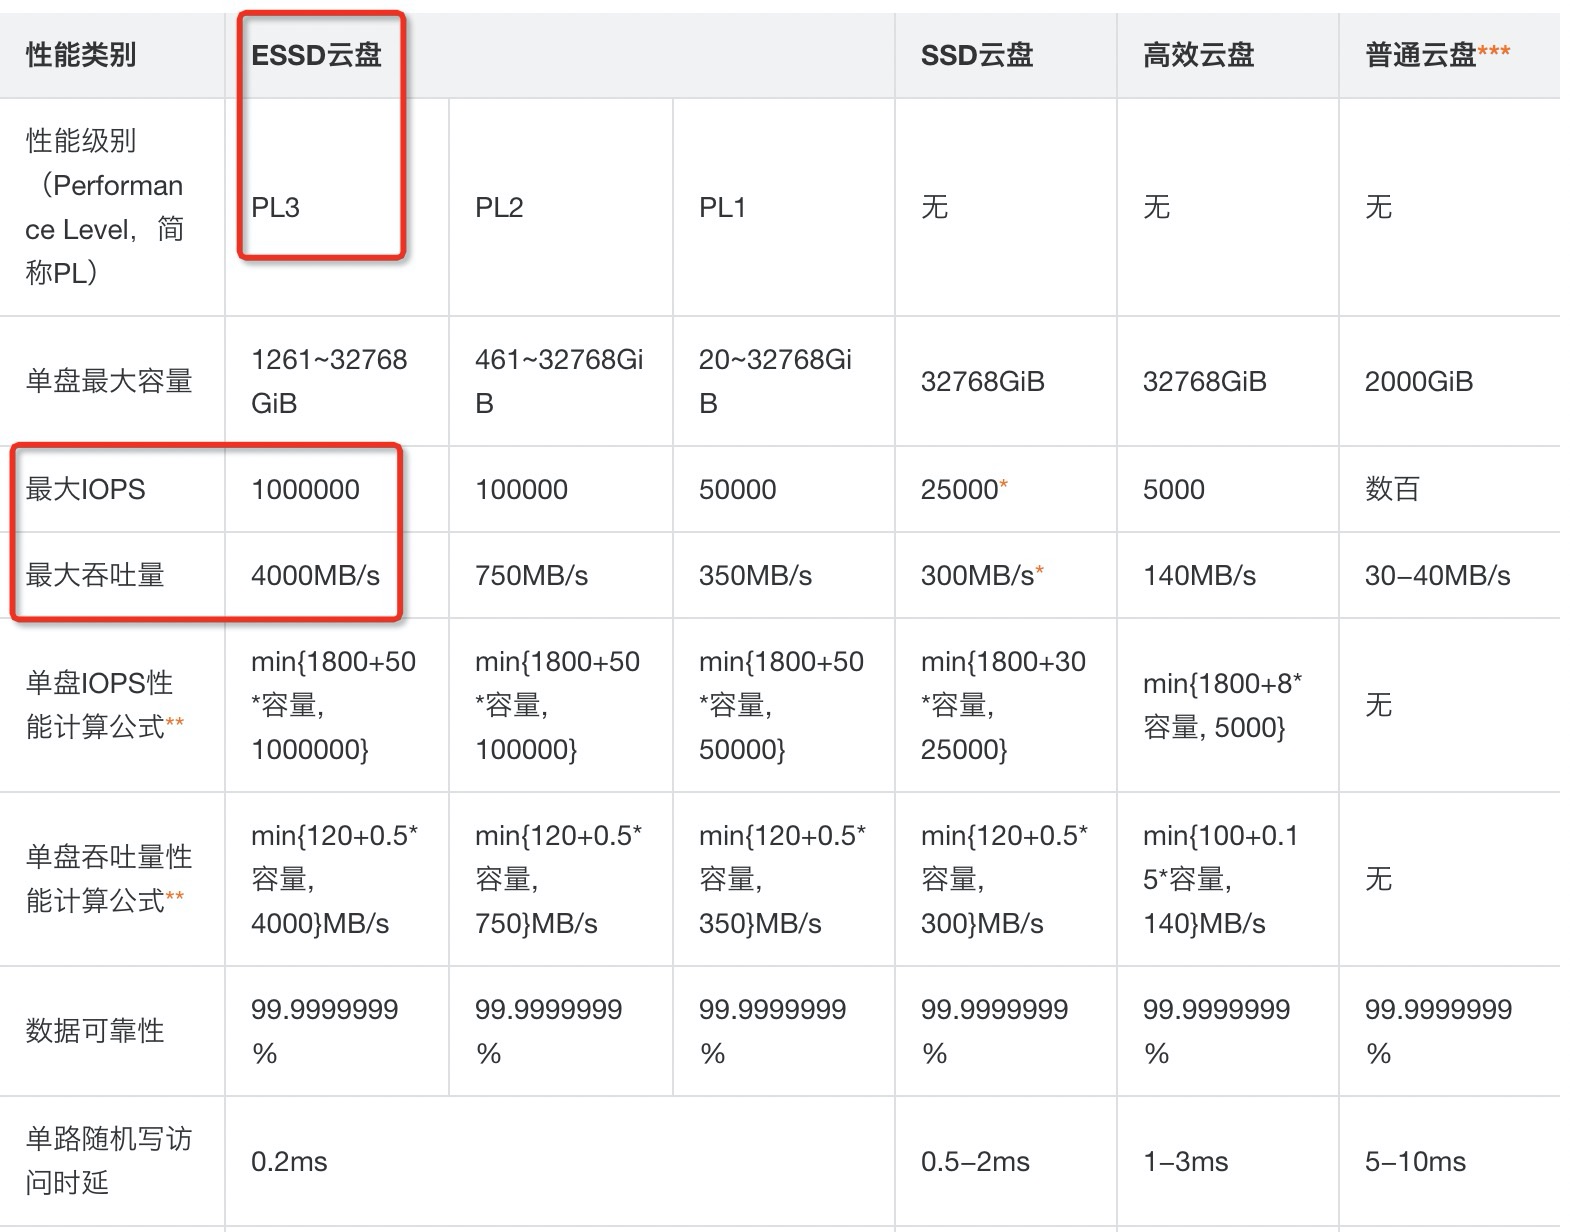 性能类别
ESSD云盘
SSD云盘
高效云盘
普通云盘***
性能级别
（Performan
ce Level，简
称PL）
PL3
PL2
PL1
无
无
无
单盘最大容量
1261~32768
GiB
461~32768Gi
B
20~32768Gi
B
32768GiB
32768GiB
2000GiB
最大IOPS
1000000
100000
50000
25000*
5000
数百
最大吞吐量
4000MB/s
750MB/s
350MB/s
300MB/s*
140MB/s
30–40MB/s
单盘IOPS性
能计算公式**
min{1800+50
*容量,
1000000}
min{1800+50
*容量,
100000}
min{1800+50
*容量,
50000}
min{1800+30
*容量,
25000}
min{1800+8*
容量, 5000}
无
单盘吞吐量性
能计算公式**
min{120+0.5*
容量,
4000}MB/s
min{120+0.5*
容量,
750}MB/s
min{120+0.5*
容量,
350}MB/s
min{120+0.5*
容量,
300}MB/s
min{100+0.1
5*容量,
140}MB/s
无
数据可靠性
99.9999999
%
99.9999999
%
99.9999999
%
99.9999999
%
99.9999999
%
99.9999999
%
单路随机写访
问时延
0.2ms
0.5–2ms
1–3ms
5–10ms